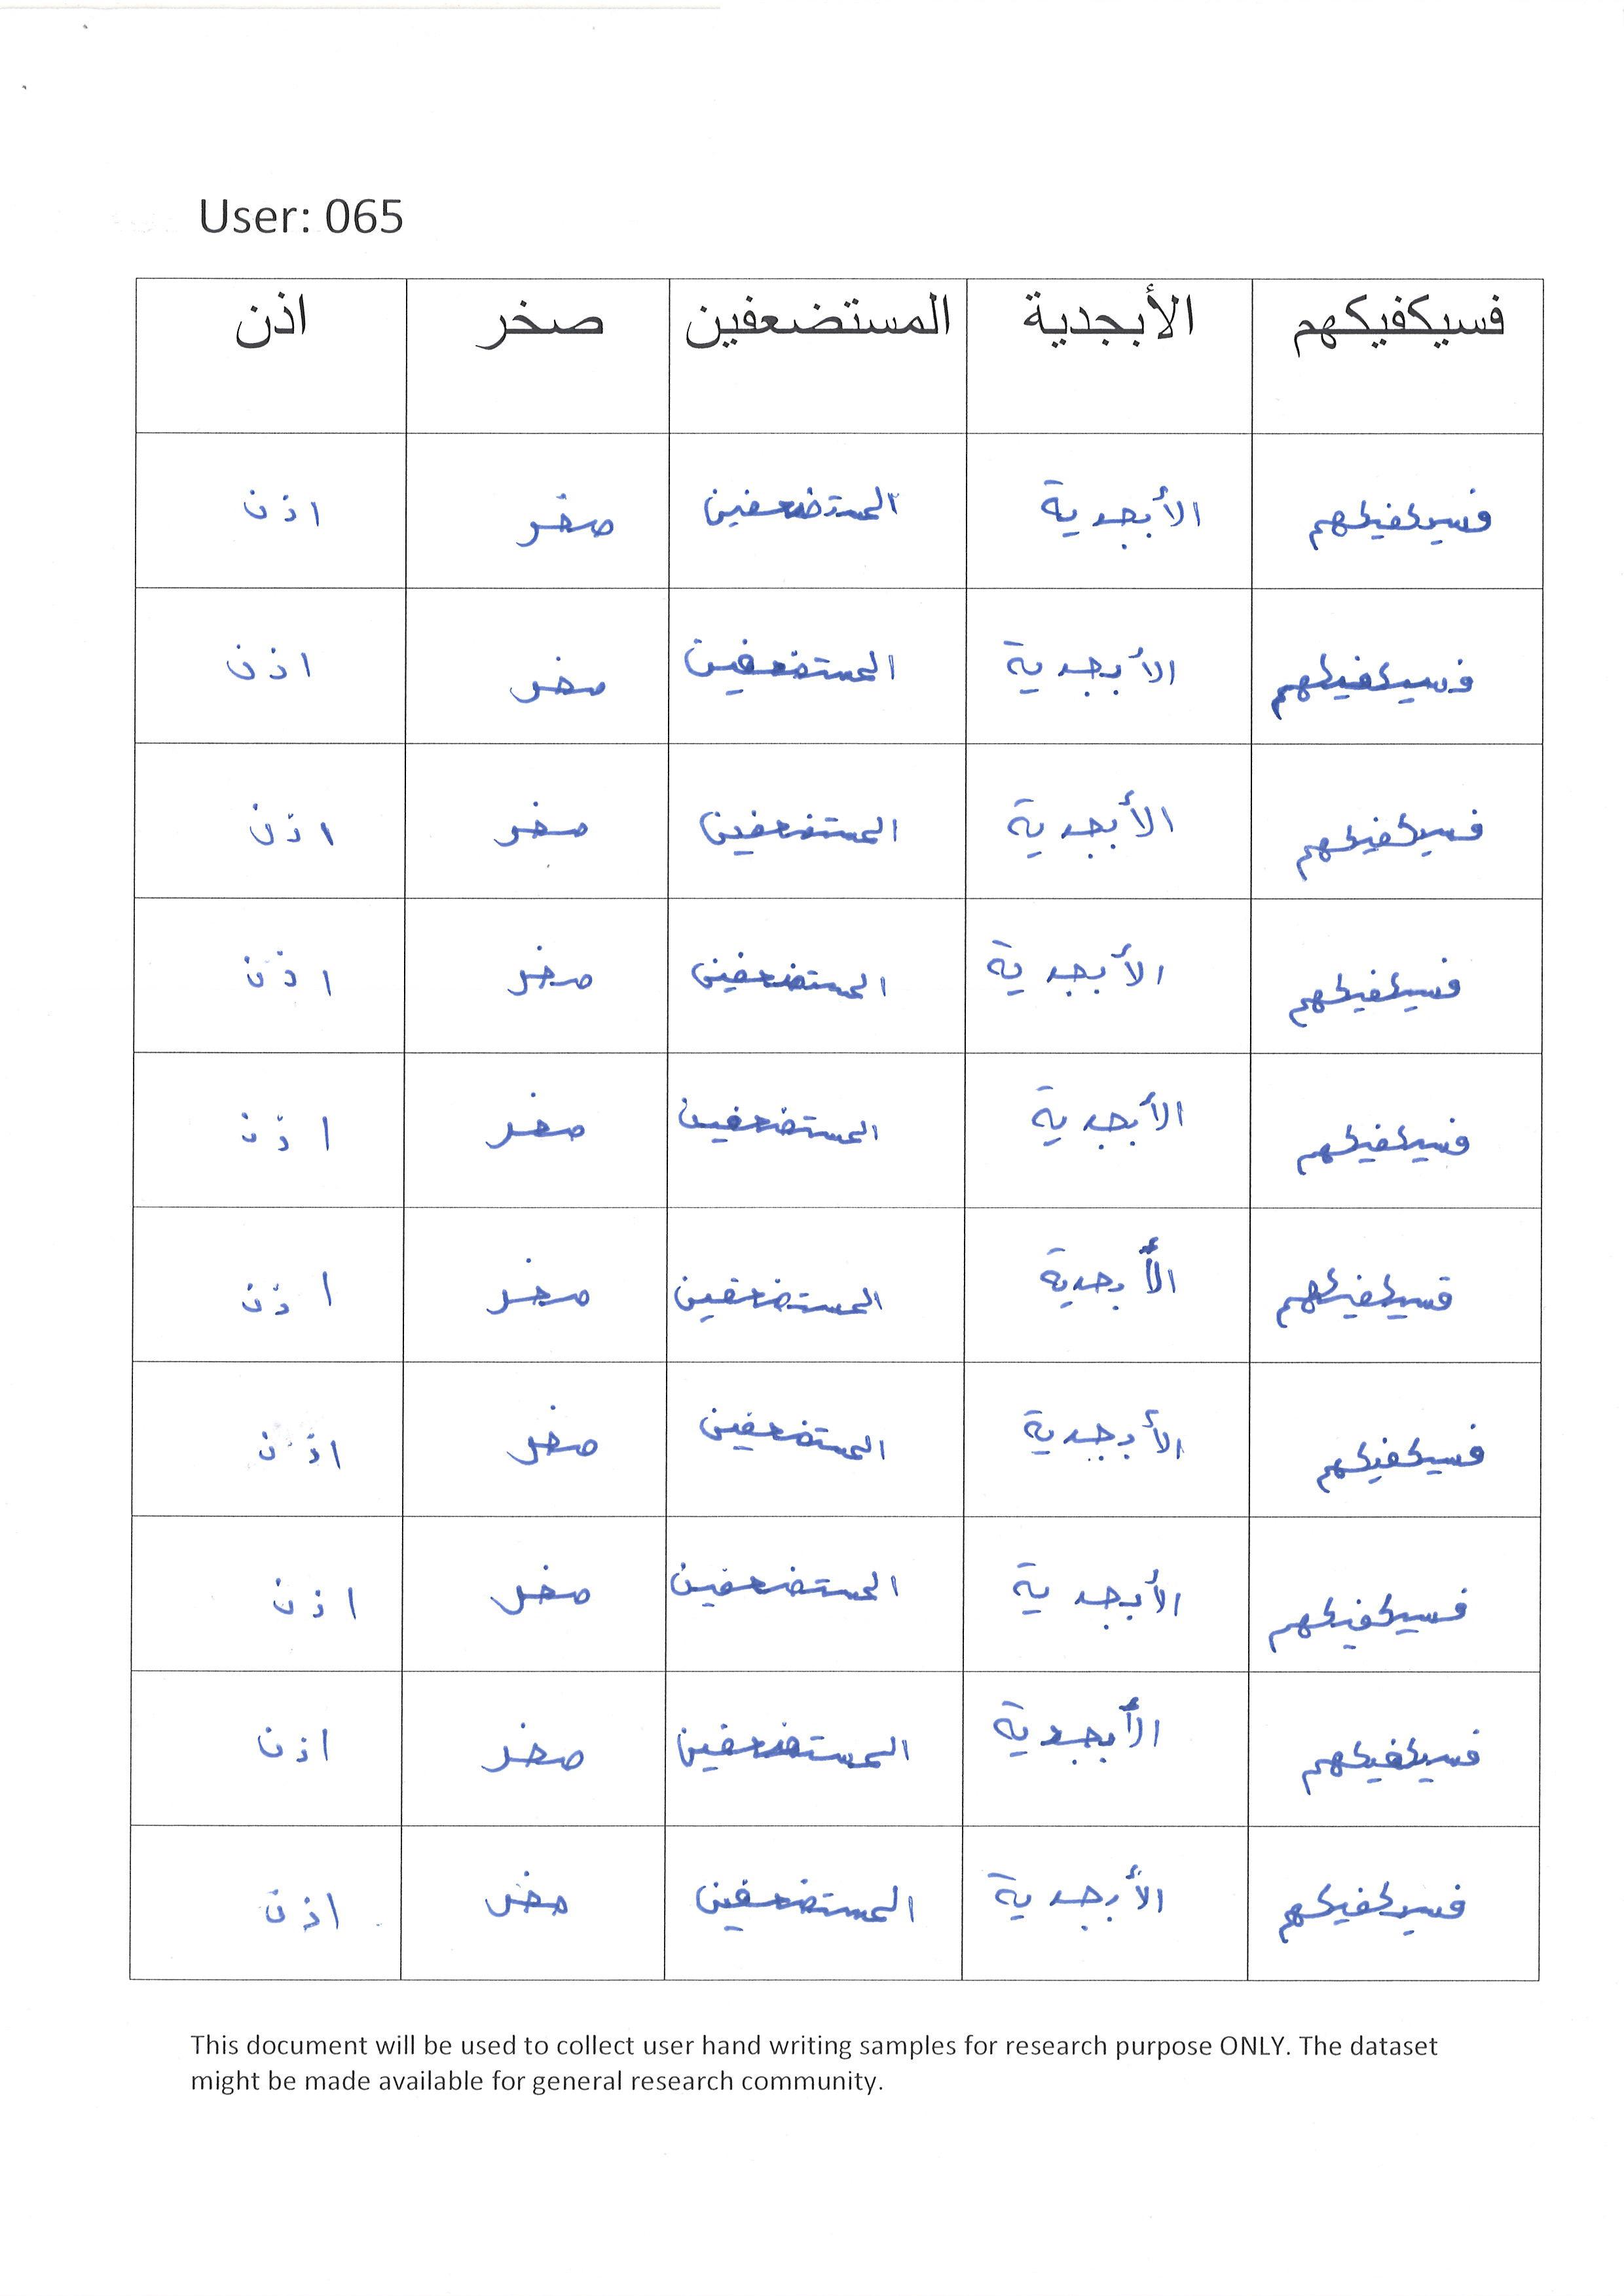 User: 065
فسيكفيكهم الأبجدية المستضعفين صخر اذن
فسيكفيكهم الأبجدية المستضعفين صخر اذن
فسيكفيكهم الأبجدية المستضعفين صخر اذن
فسيكفيكهم الأبجدية المستضعفين صخر اذن
فسيكفيكهم الأبجدية المستضعفين صخر اذن
فسيكفيكهم الأبجدية المستضعفين صخر اذن
فسيكفيكهم الأبجدية المستضعفين صخر اذن
فسيكفيكهم الأبجدية المستضعفين صخر اذن
فسيكفيكهم الأبجدية المستضعفين صخر اذن
فسيكفيكهم الأبجدية المستضعفين صخر اذن
فسيكفيكهم الأبجدية المستضعفين صخر اذن
This document will be used to collect user hand writing samples for research purpose ONLY. The dataset
might be made available for general research community.